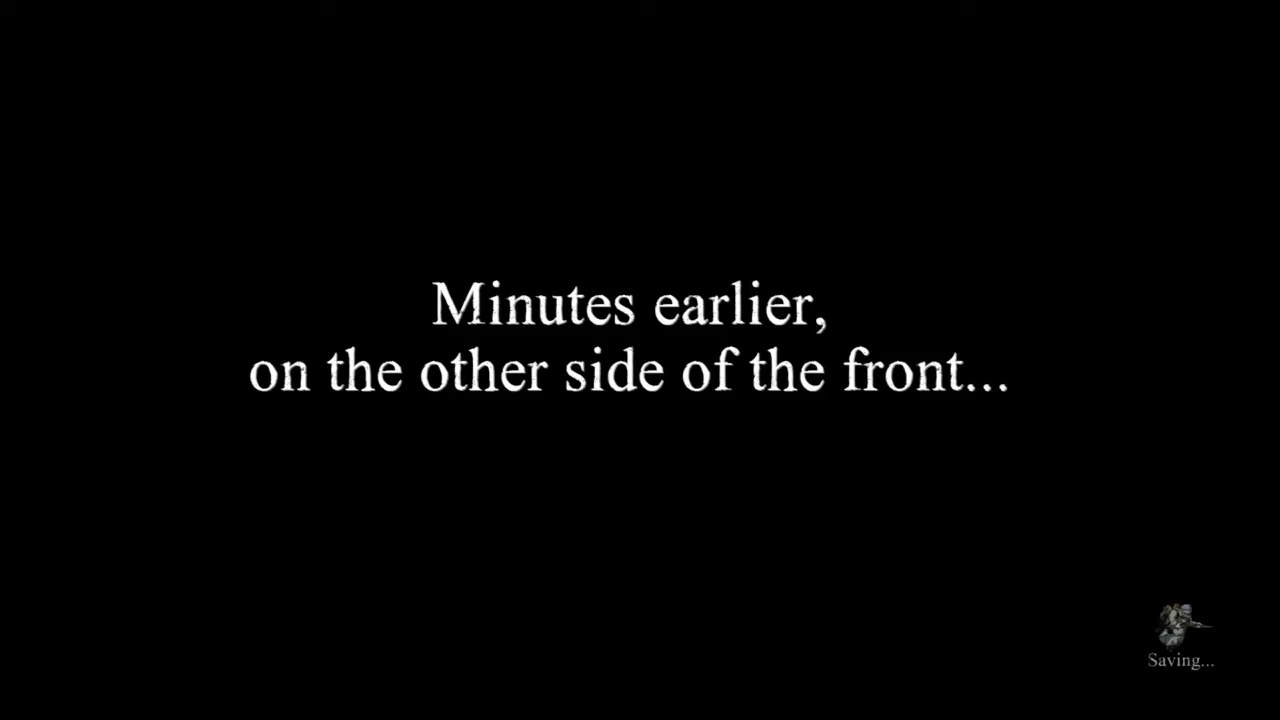 Minutes earlier,
on the other side of the front...
Saving...